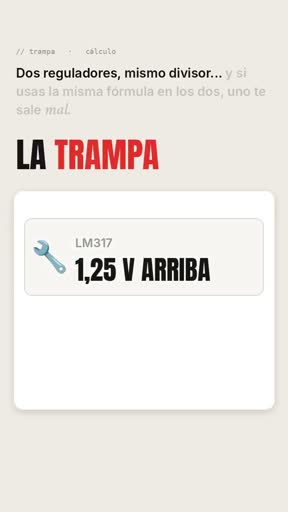 // trampa · cálculo
Dos reguladores, mismo divisor... y si
usas la misma fórmula en los dos, uno te
sale mal.
LA TRAMPA
LM317
1,25 V ARRIBA